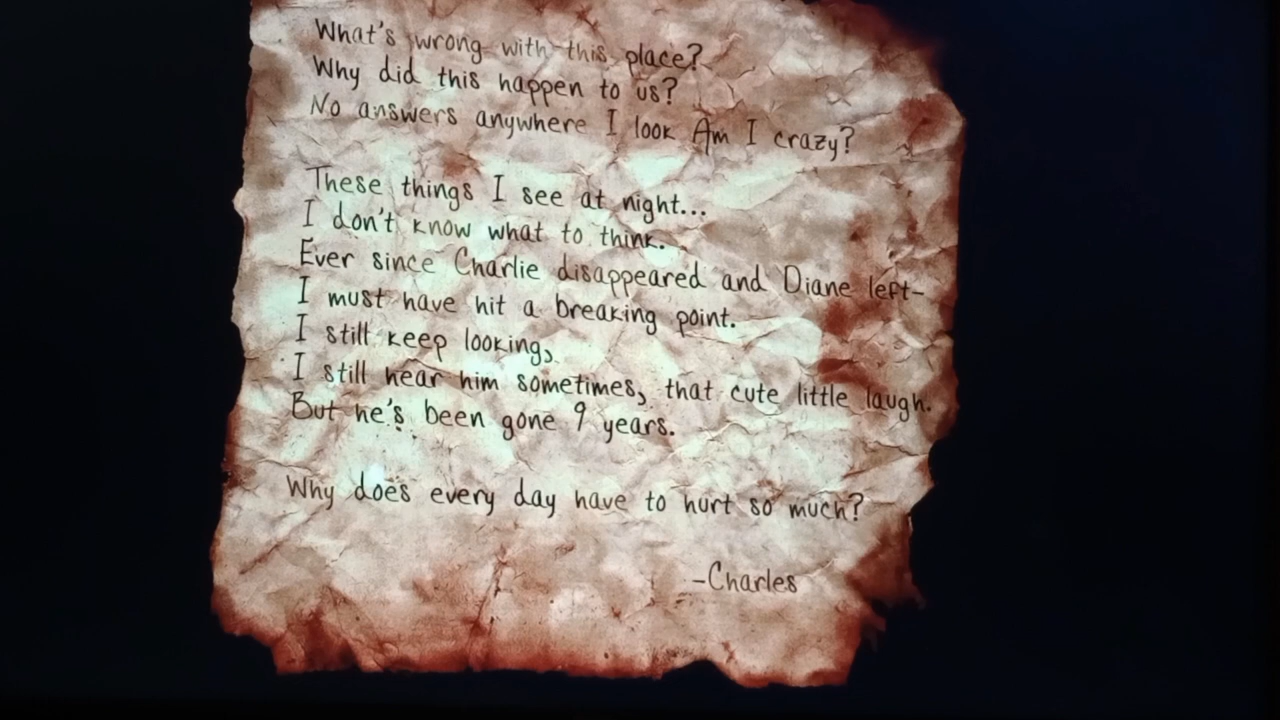 What's wrong with this place?
Why did this happen to us?
No answers anywhere I look Am I crazy?
These things I see at night...
I don't know what to think.
Ever since Charlie disappeared and Diane left-
I must have hit a breaking point.
I still keep looking,
I still hear him sometimes, that cute little laugh.
But he's been gone 9 years.
Why does every day have to hurt so much?
-Charles